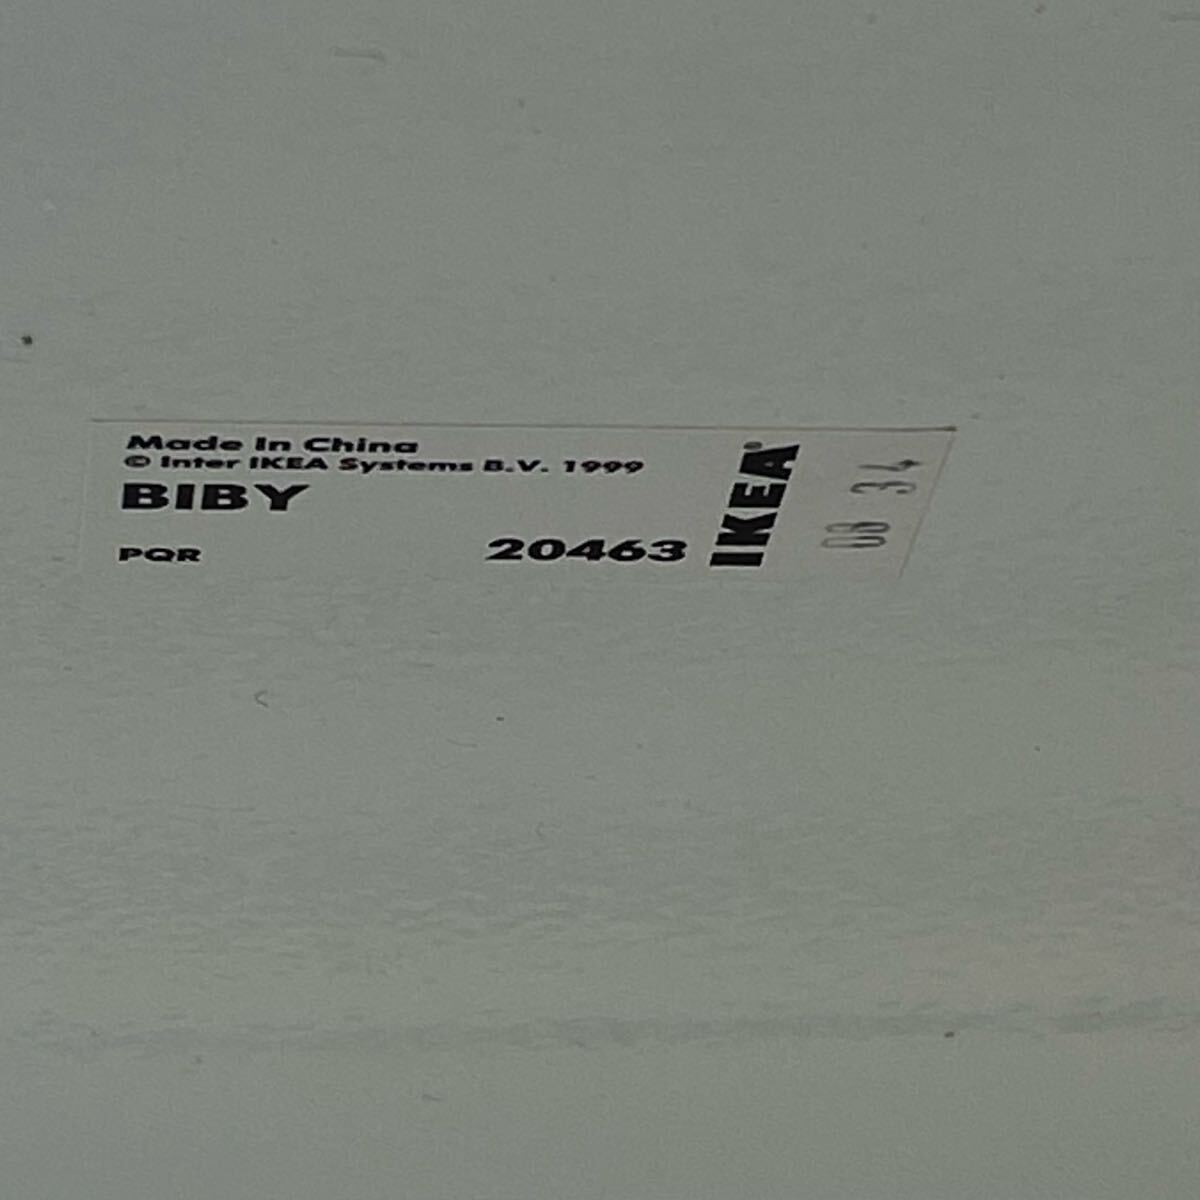 Made in China
© Inter IKEA Systems B.V. 1999
BIBY
PQR 20463
IKEA®
08 34